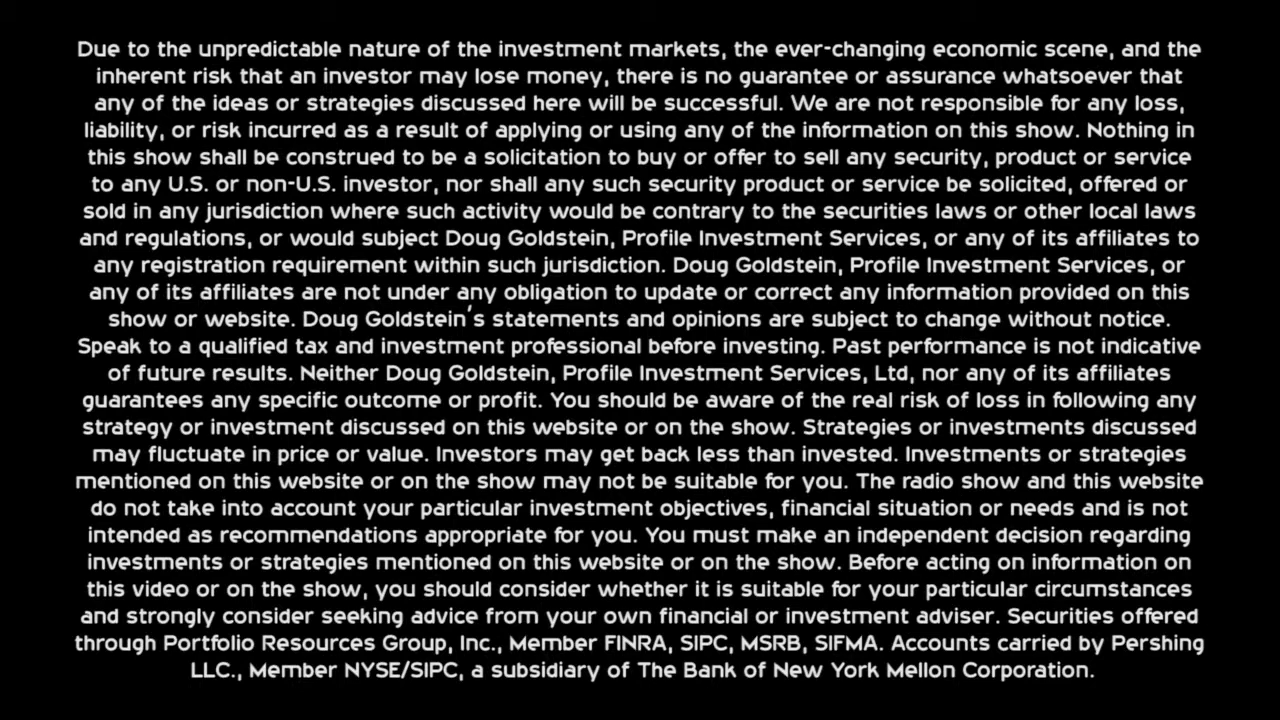 Due to the unpredictable nature of the investment markets, the ever-changing economic scene, and the
inherent risk that an investor may lose money, there is no guarantee or assurance whatsoever that
any of the ideas or strategies discussed here will be successful. We are not responsible for any loss,
liability, or risk incurred as a result of applying or using any of the information on this show. Nothing in
this show shall be construed to be a solicitation to buy or offer to sell any security, product or service
to any U.S. or non-U.S. investor, nor shall any such security product or service be solicited, offered or
sold in any jurisdiction where such activity would be contrary to the securities laws or other local laws
and regulations, or would subject Doug Goldstein, Profile Investment Services, or any of its affiliates to
any registration requirement within such jurisdiction. Doug Goldstein, Profile Investment Services, or
any of its affiliates are not under any obligation to update or correct any information provided on this
show or website. Doug Goldstein's statements and opinions are subject to change without notice.
Speak to a qualified tax and investment professional before investing. Past performance is not indicative
of future results. Neither Doug Goldstein, Profile Investment Services, Ltd, nor any of its affiliates
guarantees any specific outcome or profit. You should be aware of the real risk of loss in following any
strategy or investment discussed on this website or on the show. Strategies or investments discussed
may fluctuate in price or value. Investors may get back less than invested. Investments or strategies
mentioned on this website or on the show may not be suitable for you. The radio show and this website
do not take into account your particular investment objectives, financial situation or needs and is not
intended as recommendations appropriate for you. You must make an independent decision regarding
investments or strategies mentioned on this website or on the show. Before acting on information on
this video or on the show, you should consider whether it is suitable for your particular circumstances
and strongly consider seeking advice from your own financial or investment adviser. Securities offered
through Portfolio Resources Group, Inc., Member FINRA, SIPC, MSRB, SIFMA. Accounts carried by Pershing
LLC., Member NYSE/SIPC, a subsidiary of The Bank of New York Mellon Corporation.